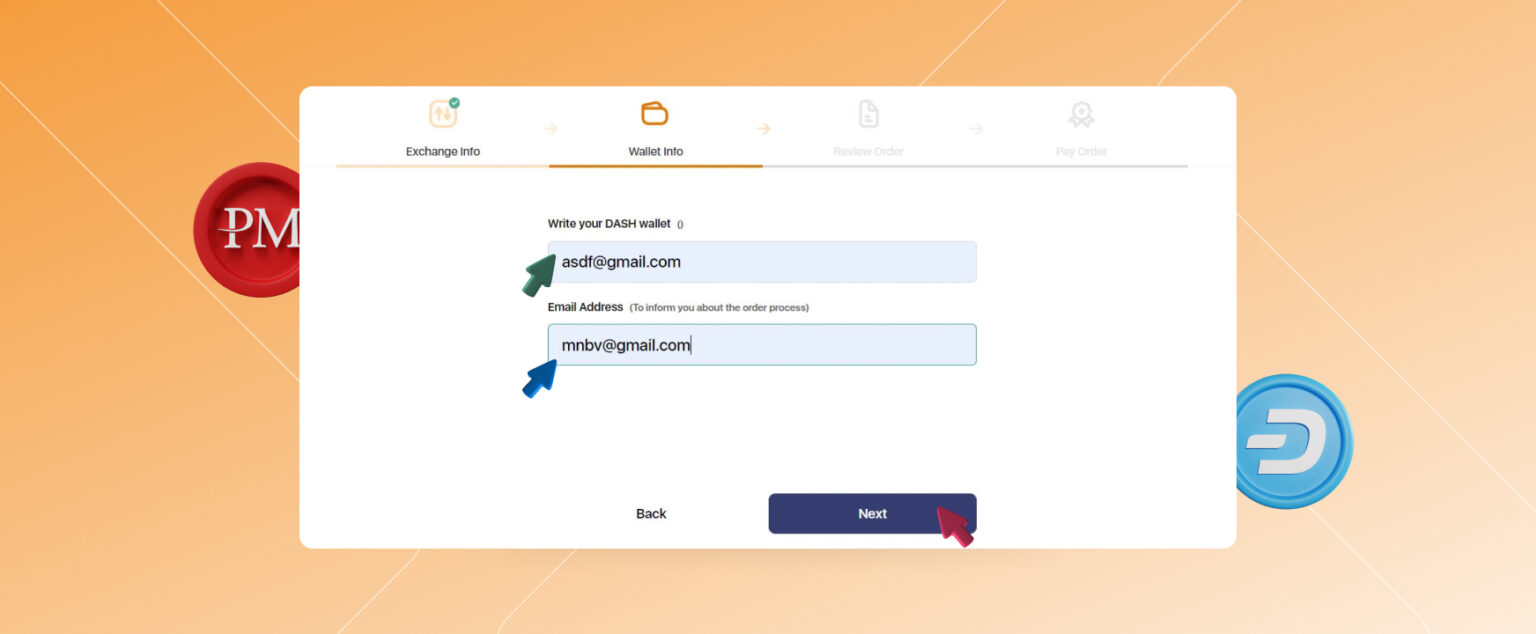 Exchange Info
Wallet Info
Review Order
Pay Order
PM
Write your DASH wallet ()
asdf@gmail.com
Email Address (To inform you about the order process)
mnbv@gmail.com
Back
Next